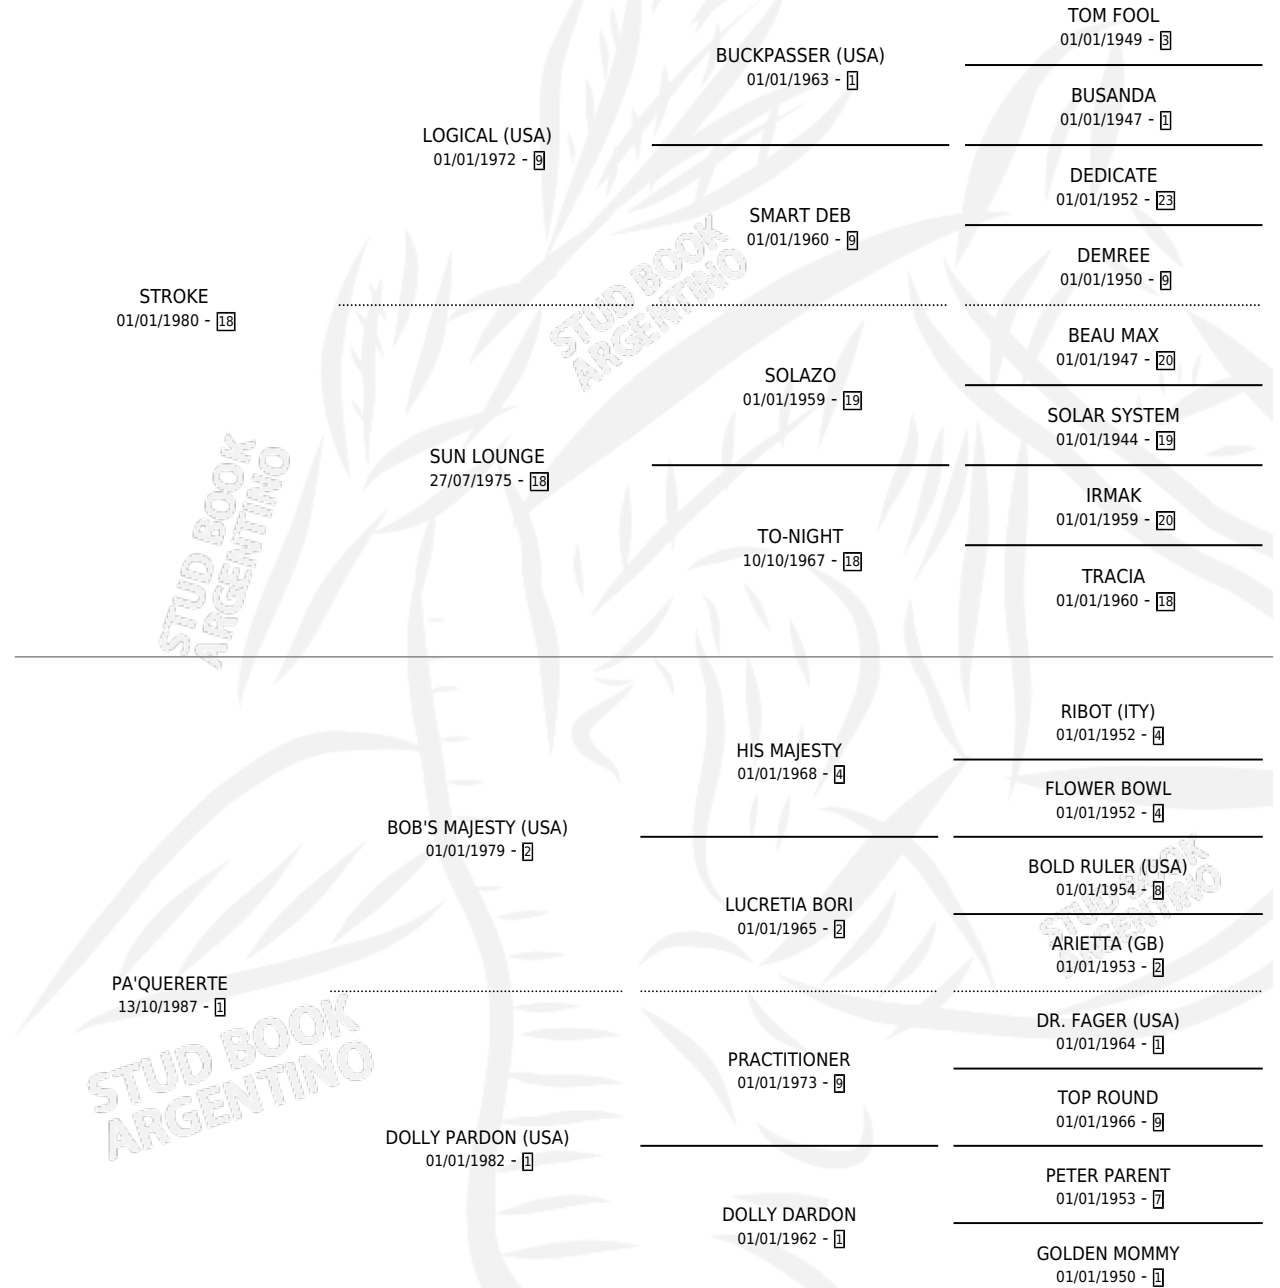 TOM FOOL
01/01/1949 - 3
BUCKPASSER (USA)
01/01/1963 - 1
BUSANDA
01/01/1947 - 1
LOGICAL (USA)
01/01/1972 - 9
DEDICATE
01/01/1952 - 23
SMART DEB
01/01/1960 - 9
DEMREE
01/01/1950 - 9
STROKE
01/01/1980 - 18
BEAU MAX
01/01/1947 - 20
SOLAZO
01/01/1959 - 19
SOLAR SYSTEM
01/01/1944 - 19
SUN LOUNGE
27/07/1975 - 18
IRMAK
01/01/1959 - 20
TO-NIGHT
10/10/1967 - 18
TRACIA
01/01/1960 - 18
RIBOT (ITY)
01/01/1952 - 4
HIS MAJESTY
01/01/1968 - 4
FLOWER BOWL
01/01/1952 - 4
BOB'S MAJESTY (USA)
01/01/1979 - 2
BOLD RULER (USA)
01/01/1954 - 8
LUCRETIA BORI
01/01/1965 - 2
ARIETTA (GB)
01/01/1953 - 2
PA'QUERERTE
13/10/1987 - 1
DR. FAGER (USA)
01/01/1964 - 1
PRACTITIONER
01/01/1973 - 9
TOP ROUND
01/01/1966 - 9
DOLLY PARDON (USA)
01/01/1982 - 1
PETER PARENT
01/01/1953 - 7
DOLLY DARDON
01/01/1962 - 1
GOLDEN MOMMY
01/01/1950 - 1
STUD BOOK
ARGENTINO
STUD BOOK
ARGENTINO
STUD BOOK
ARGENTINO
STUD BOOK
ARGENTINO